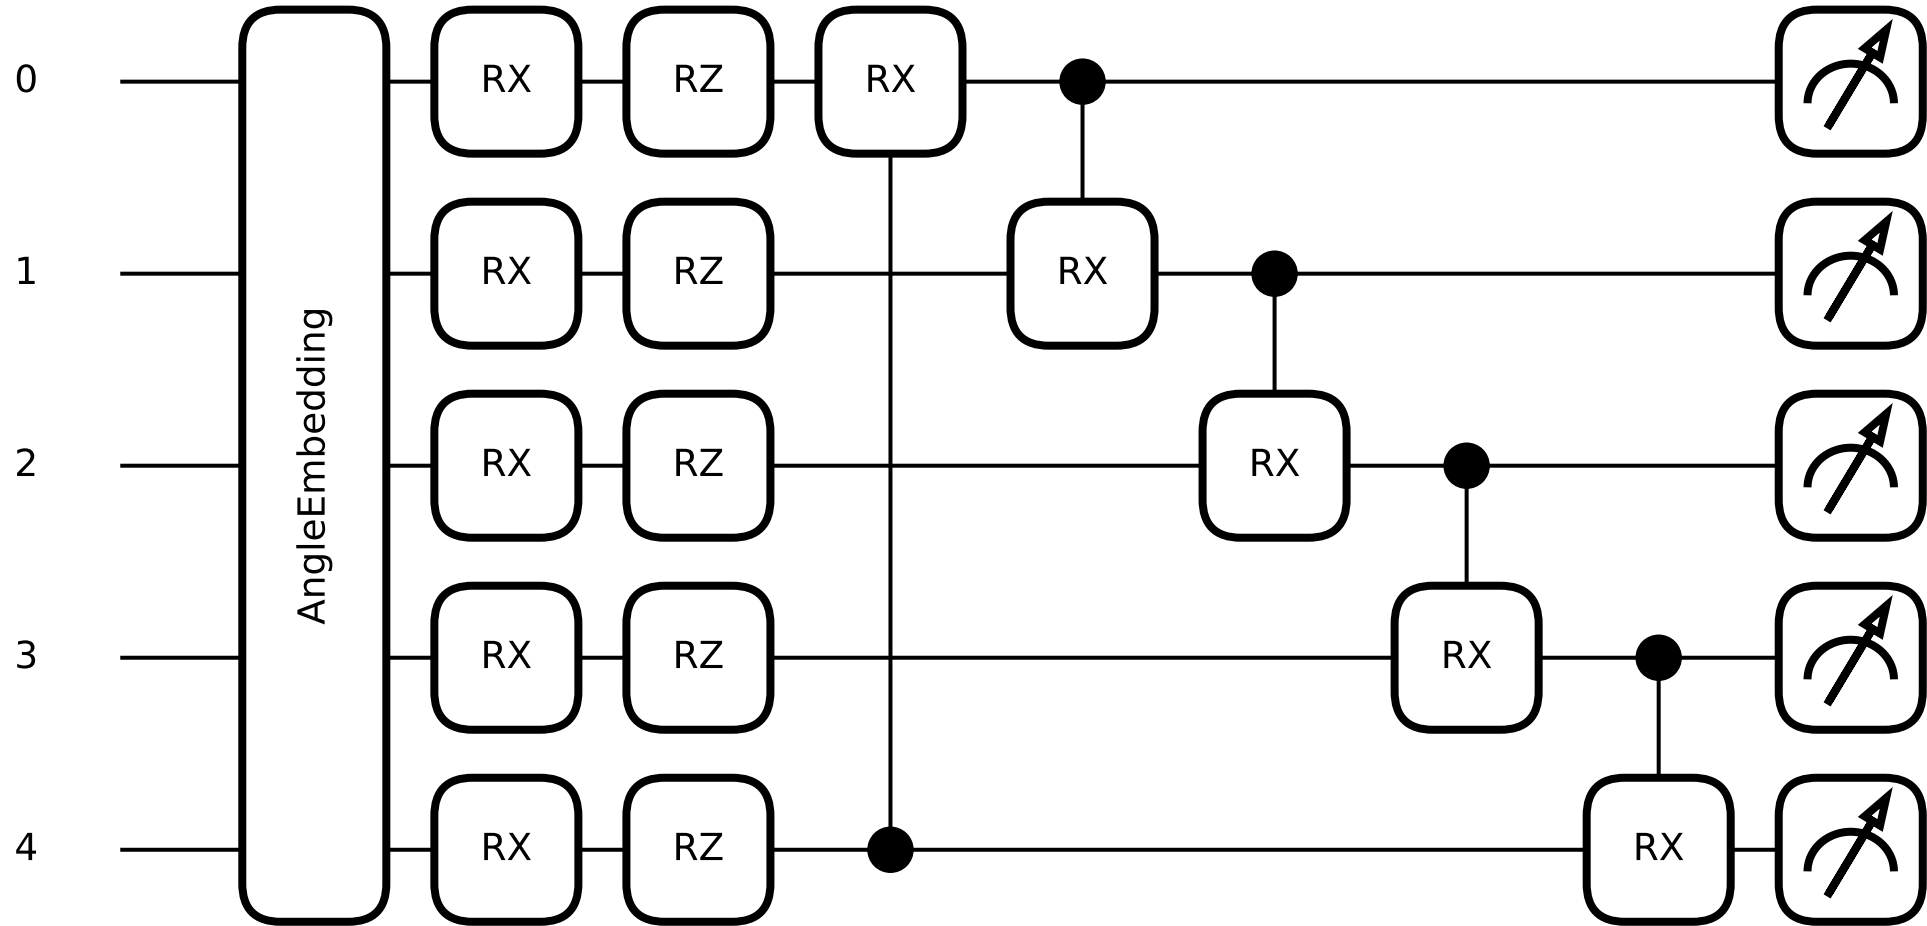 0 RX RZ RX
1 RX RZ RX
AngleEmbedding
2 RX RZ RX
3 RX RZ RX
4 RX RZ RX